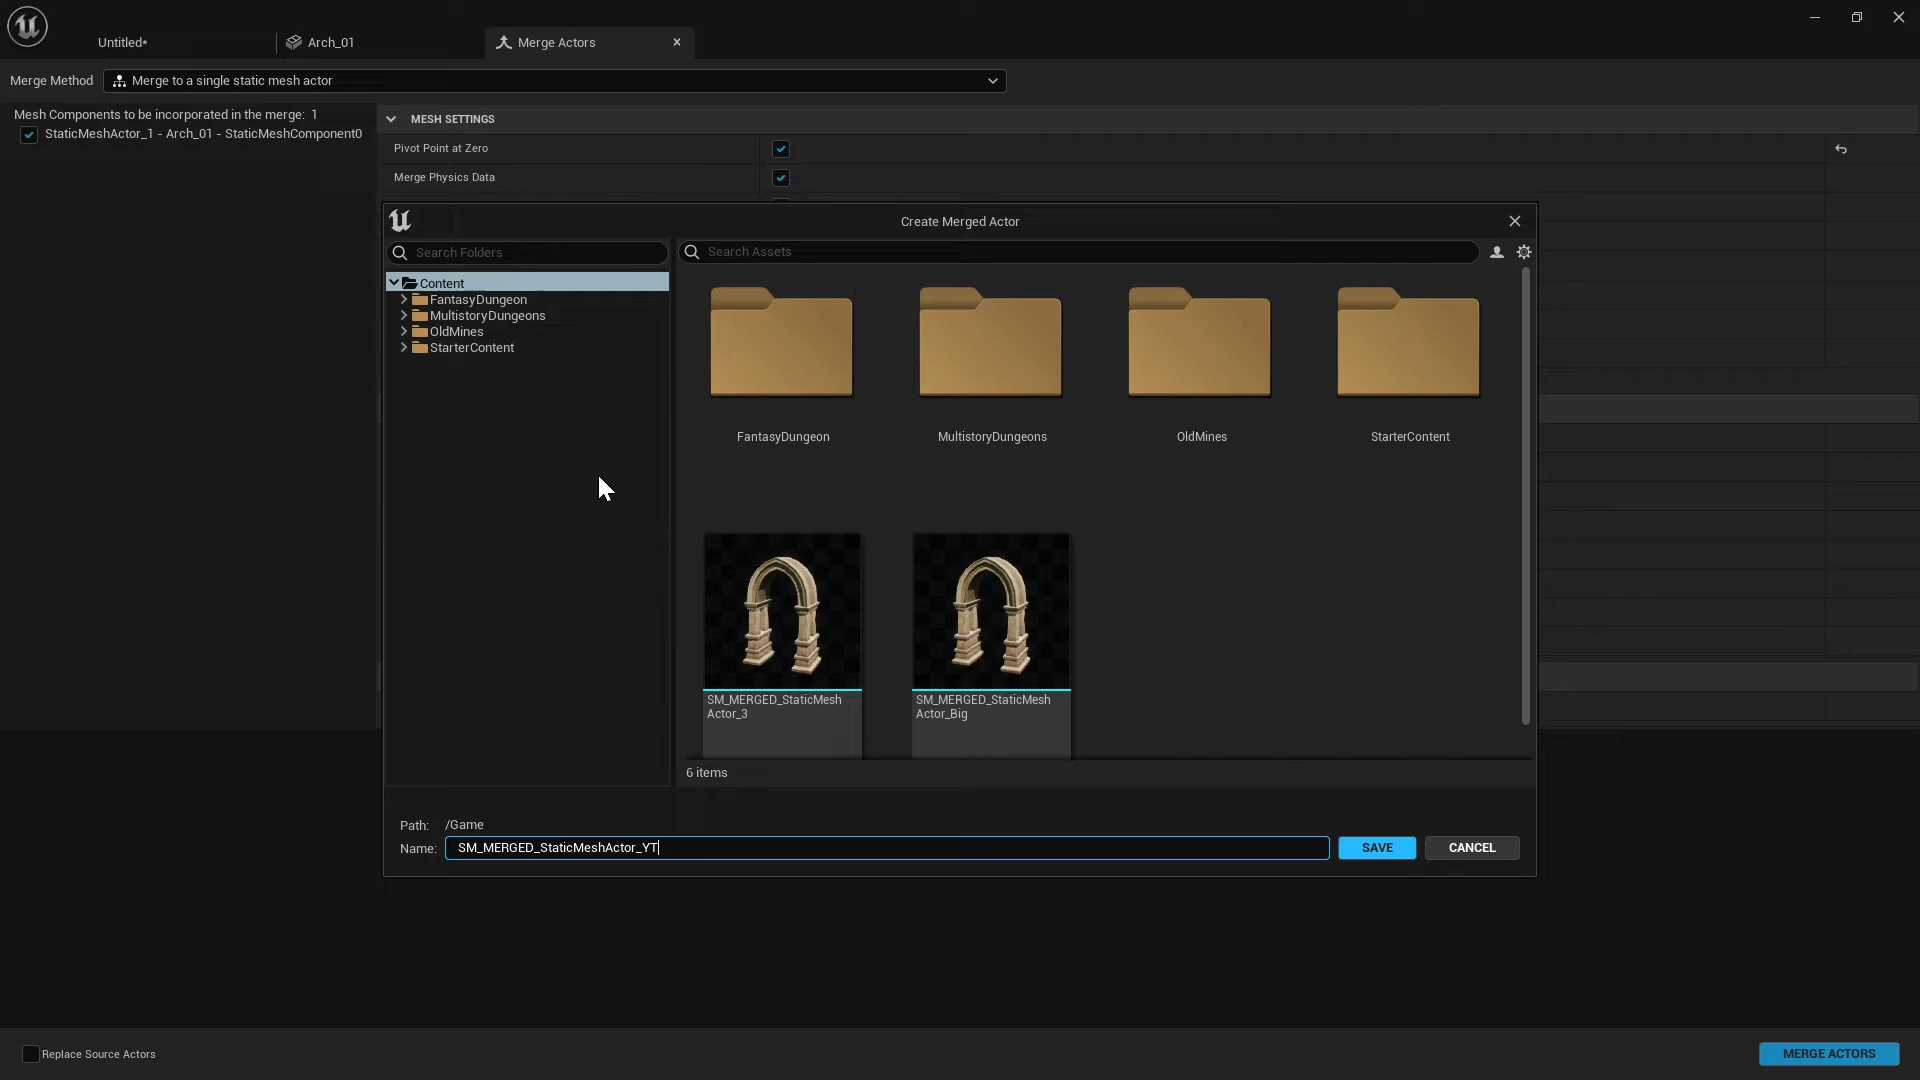 Untitled*
Arch_01
Merge Actors
Merge Method
Merge to a single static mesh actor
Mesh Components to be incorporated in the merge: 1
StaticMeshActor_1 - Arch_01 - StaticMeshComponent0
MESH SETTINGS
Pivot Point at Zero
Merge Physics Data
Create Merged Actor
Search Folders
Search Assets
Content
FantasyDungeon
MultistoryDungeons
OldMines
StarterContent
FantasyDungeon
MultistoryDungeons
OldMines
StarterContent
SM_MERGED_StaticMesh
Actor_3
SM_MERGED_StaticMesh
Actor_Big
6 items
Path: /Game
Name: SM_MERGED_StaticMeshActor_YT
SAVE
CANCEL
Replace Source Actors
MERGE ACTORS